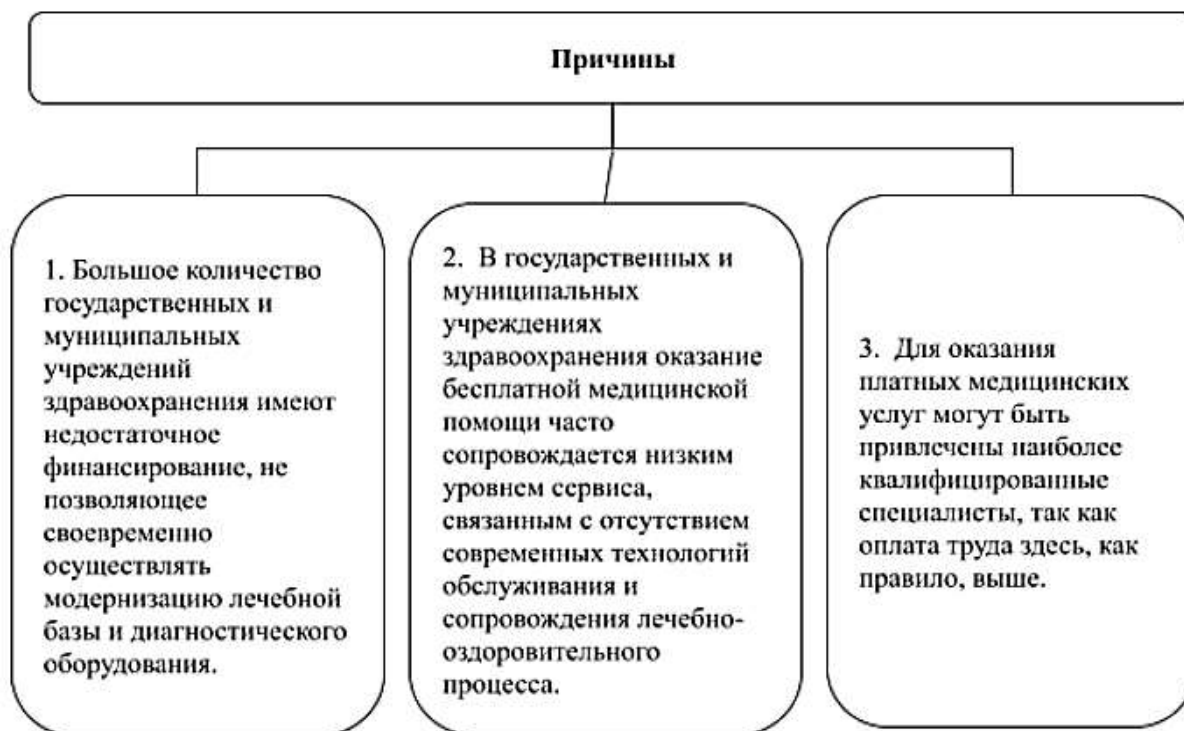 Причины
1. Большое количество
государственных и
муниципальных
учреждений
здравоохранения имеют
недостаточное
финансирование, не
позволяющее
своевременно
осуществлять
модернизацию лечебной
базы и диагностического
оборудования.
2. В государственных и
муниципальных
учреждениях
здравоохранения оказание
бесплатной медицинской
помощи часто
сопровождается низким
уровнем сервиса,
связанным с отсутствием
современных технологий
обслуживания и
сопровождения лечебно-
оздоровительного
процесса.
3. Для оказания
платных медицинских
услуг могут быть
привлечены наиболее
квалифицированные
специалисты, так как
оплата труда здесь, как
правило, выше.